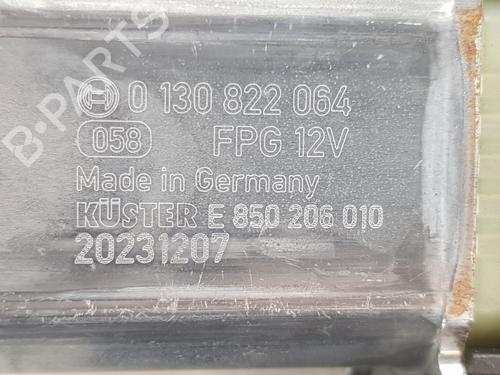 0 130 822 064
058 FPG 12V
Made in Germany
KÜSTER E 850 206 010
20231207
B-PARTS